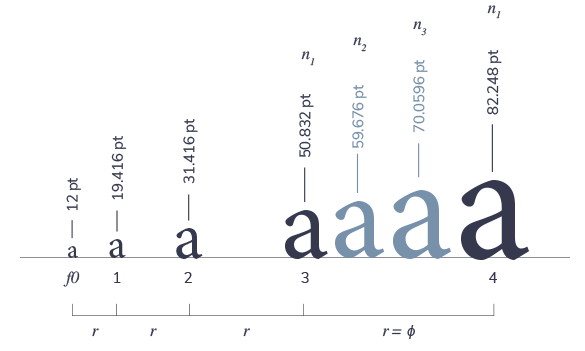 n1
n3
n2
n1
12 pt
19.416 pt
31.416 pt
50.832 pt
59.676 pt
70.0596 pt
82.248 pt
a a a a a a a
f0 1 2 3 4
r r r r = ϕ